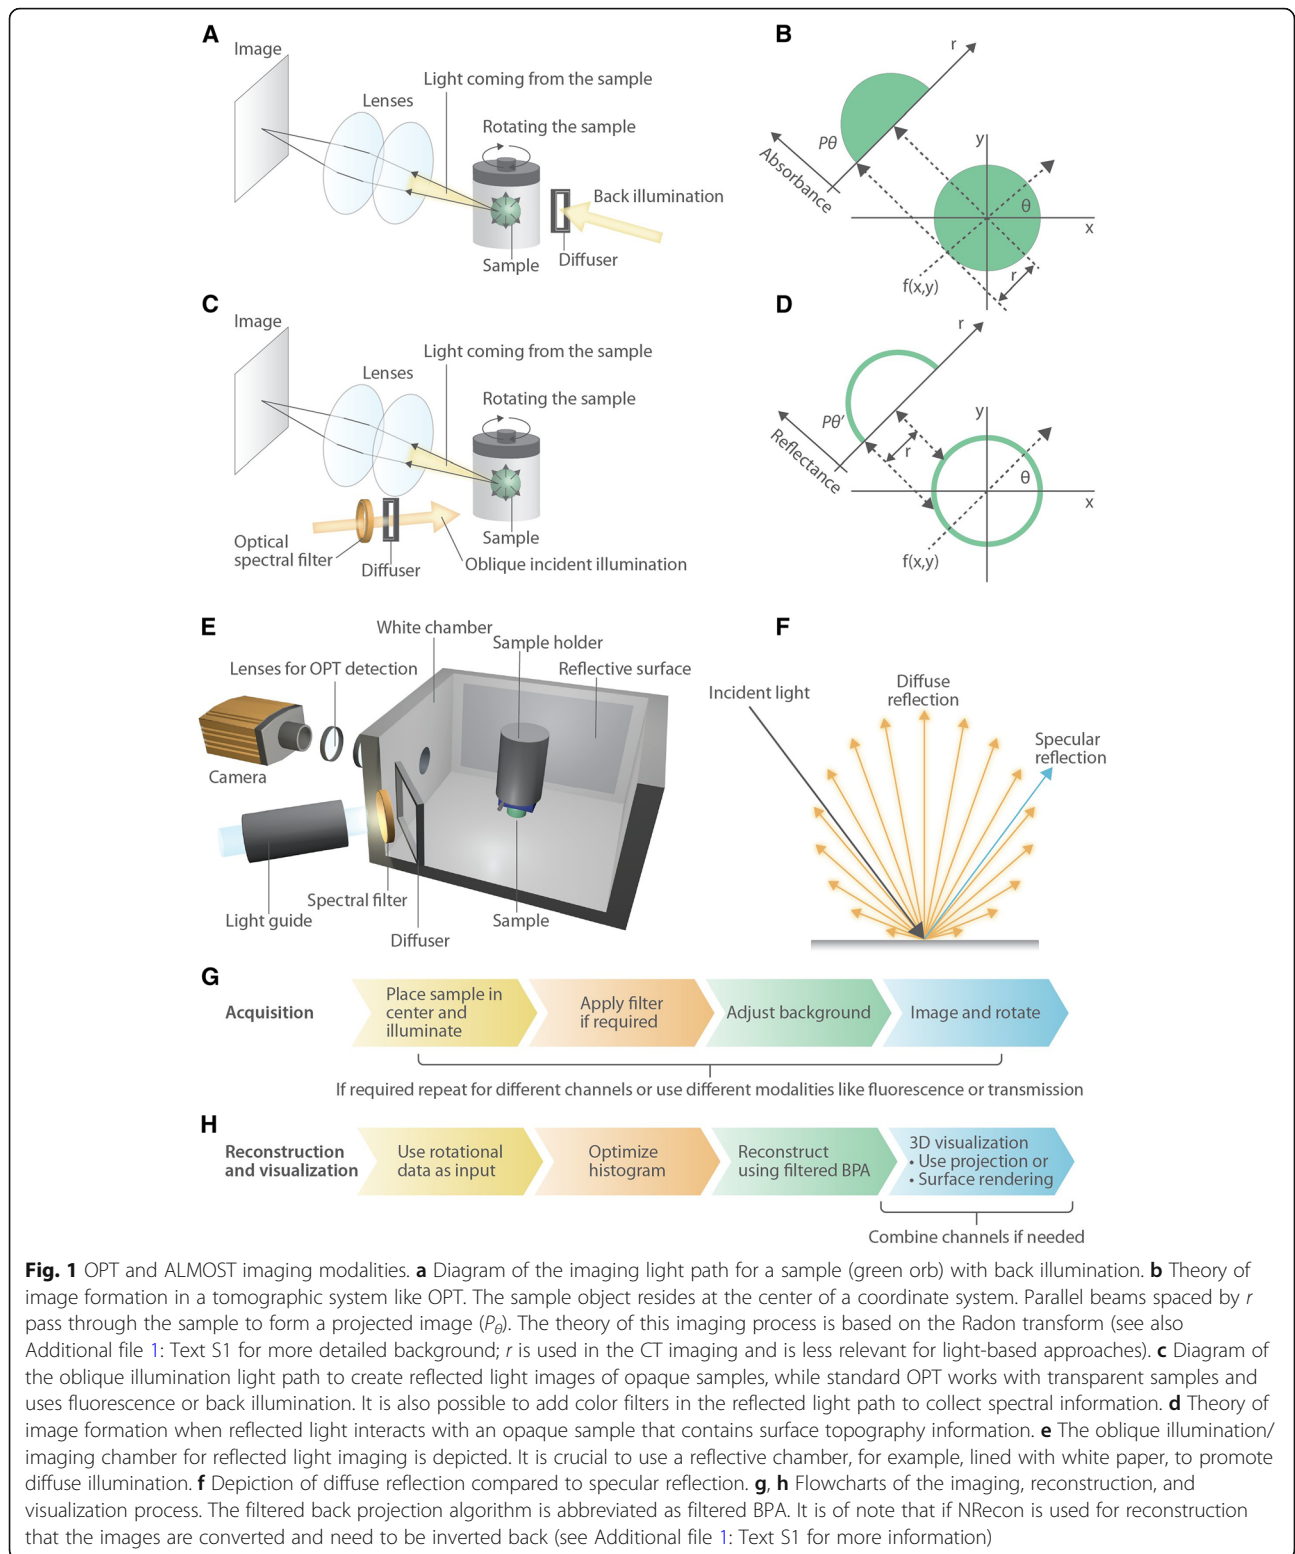 A
Image
Lenses
Light coming from the sample
Rotating the sample
Back illumination
Sample
Diffuser
B
r
Pθ
Absorbance
y
θ
x
f(x,y)
r
C
Image
Lenses
Light coming from the sample
Rotating the sample
Optical
spectral filter
Diffuser
Sample
Oblique incident illumination
D
r
Pθ′
Reflectance
r
y
θ
x
f(x,y)
E
White chamber
Sample holder
Lenses for OPT detection
Reflective surface
Camera
Spectral filter
Light guide
Diffuser
Sample
F
Incident light
Diffuse
reflection
Specular
reflection
G
Acquisition
Place sample in
center and
illuminate
Apply filter
if required
Adjust background
Image and rotate
If required repeat for different channels or use different modalities like fluorescence or transmission
H
Reconstruction
and visualization
Use rotational
data as input
Optimize
histogram
Reconstruct
using filtered BPA
3D visualization
• Use projection or
• Surface rendering
Combine channels if needed
Fig. 1 OPT and ALMOST imaging modalities. a Diagram of the imaging light path for a sample (green orb) with back illumination. b Theory of
image formation in a tomographic system like OPT. The sample object resides at the center of a coordinate system. Parallel beams spaced by r
pass through the sample to form a projected image (Pθ). The theory of this imaging process is based on the Radon transform (see also
Additional file 1: Text S1 for more detailed background; r is used in the CT imaging and is less relevant for light-based approaches). c Diagram of
the oblique illumination light path to create reflected light images of opaque samples, while standard OPT works with transparent samples and
uses fluorescence or back illumination. It is also possible to add color filters in the reflected light path to collect spectral information. d Theory of
image formation when reflected light interacts with an opaque sample that contains surface topography information. e The oblique illumination/
imaging chamber for reflected light imaging is depicted. It is crucial to use a reflective chamber, for example, lined with white paper, to promote
diffuse illumination. f Depiction of diffuse reflection compared to specular reflection. g, h Flowcharts of the imaging, reconstruction, and
visualization process. The filtered back projection algorithm is abbreviated as filtered BPA. It is of note that if NRecon is used for reconstruction
that the images are converted and need to be inverted back (see Additional file 1: Text S1 for more information)